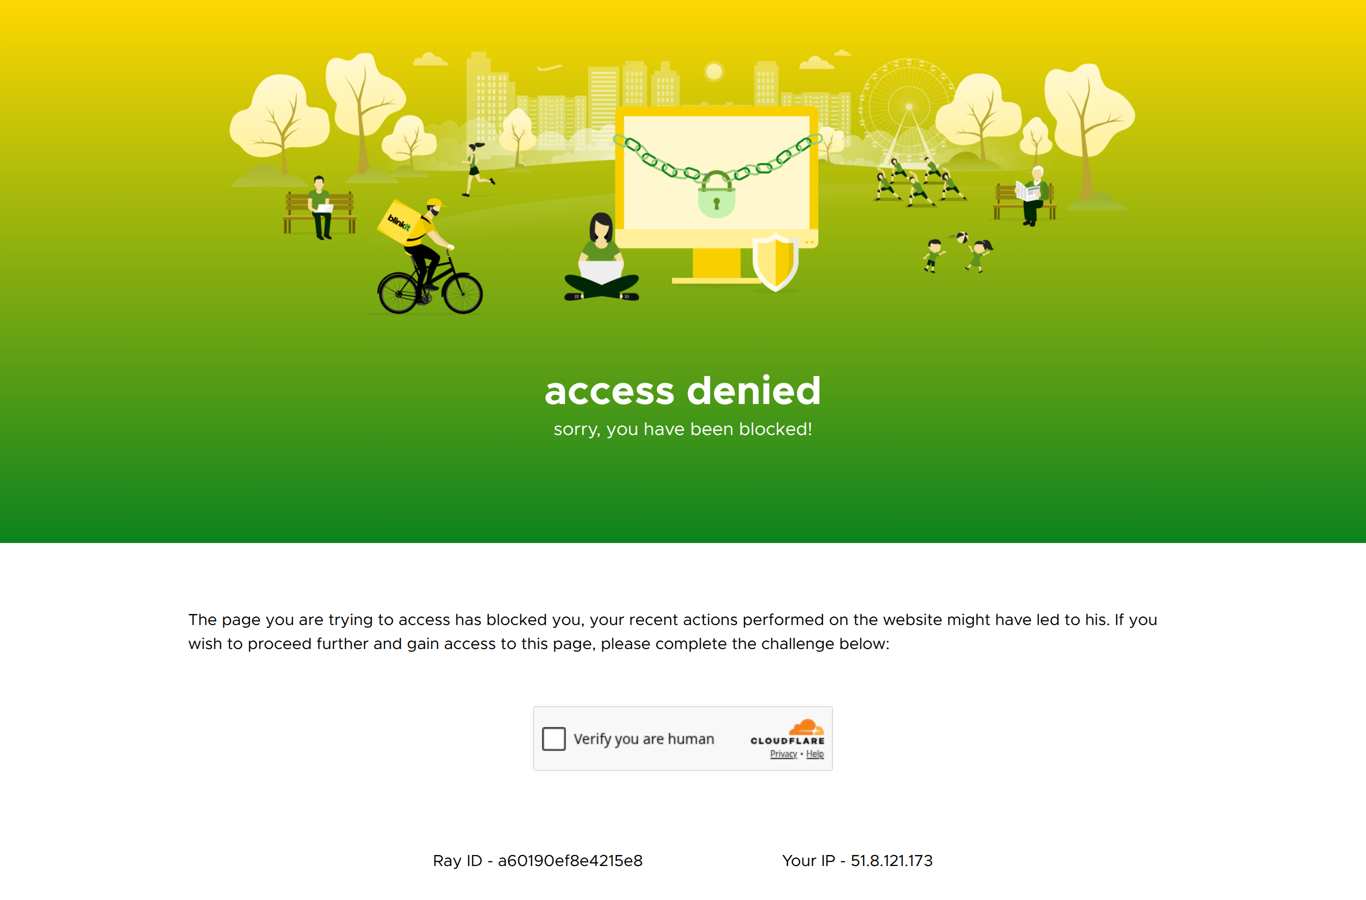 blinkit
access denied
sorry, you have been blocked!
The page you are trying to access has blocked you, your recent actions performed on the website might have led to his. If you
wish to proceed further and gain access to this page, please complete the challenge below:
Verify you are human
CLOUDFLARE
Privacy • Help
Ray ID - a60190ef8e4215e8
Your IP - 51.8.121.173